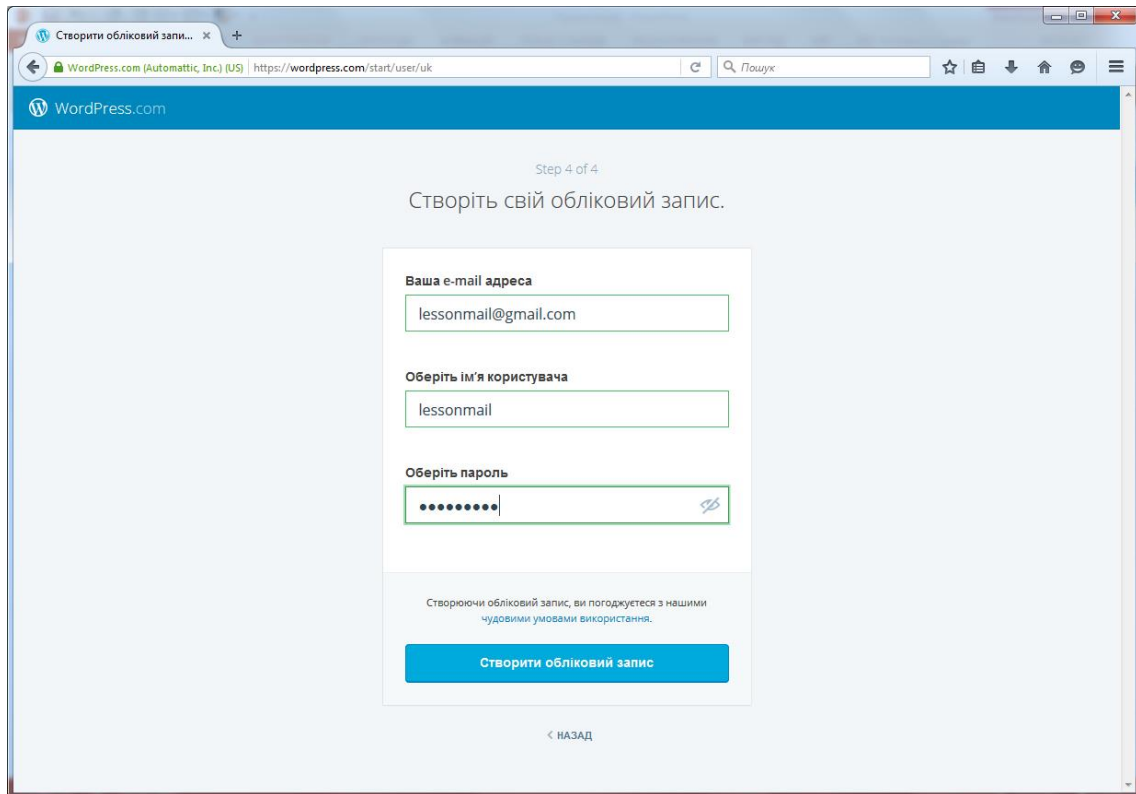 Створити обліковий запи...
WordPress.com (Automattic, Inc.) (US) https://wordpress.com/start/user/uk
Пошук
WordPress.com
Step 4 of 4
Створіть свій обліковий запис.
Ваша e-mail адреса
lessonmail@gmail.com
Оберіть ім'я користувача
lessonmail
Оберіть пароль
•••••••••
Створюючи обліковий запис, ви погоджуєтеся з нашими
чудовими умовами використання.
Створити обліковий запис
< НАЗАД